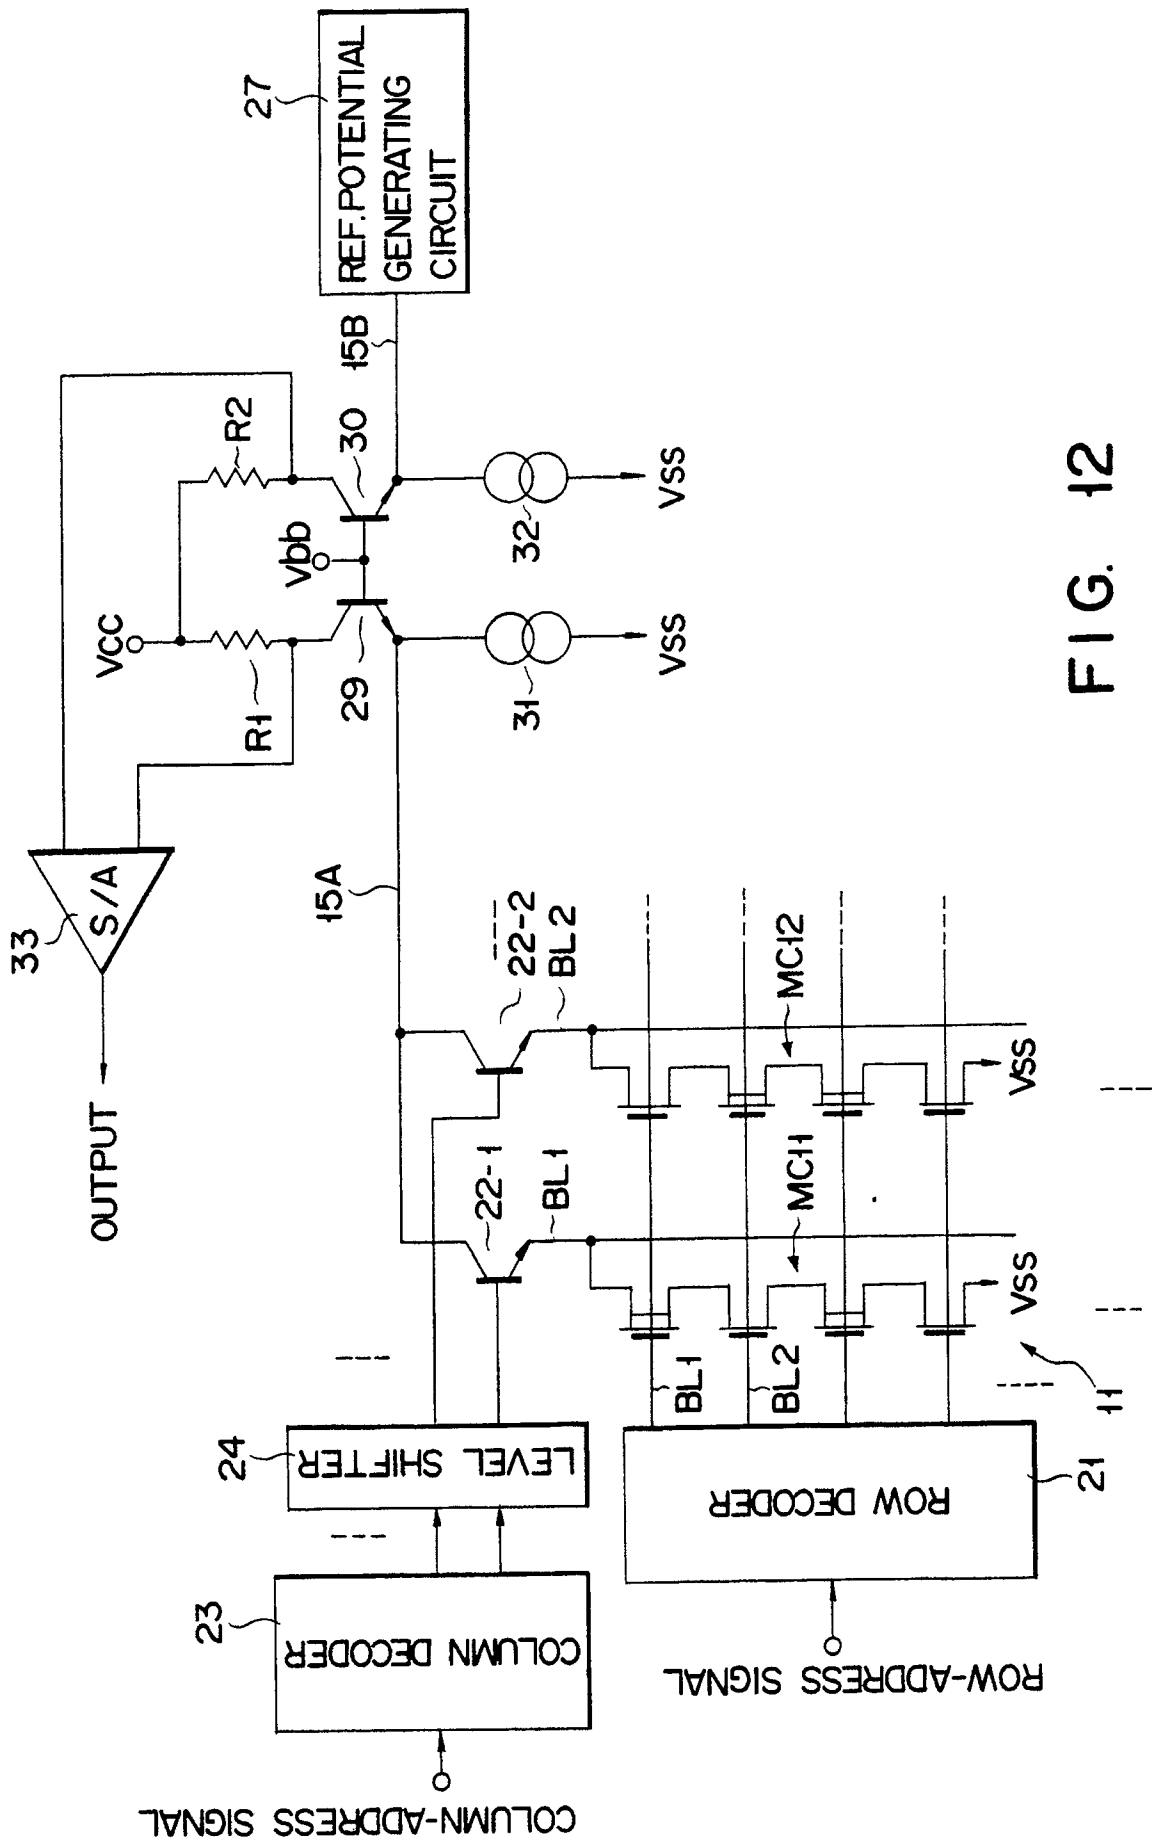 FIG. 12
OUTPUT
33
S/A
VCC
R1
R2
Vbb
29
30
27
REF.POTENTIAL
GENERATING
CIRCUIT
15A
15B
31
32
VSS
VSS
COLUMN-ADDRESS SIGNAL
23
COLUMN DECODER
24
LEVEL SHIFTER
22-1
BL1
22-2
BL2
ROW-ADDRESS SIGNAL
ROW DECODER
21
BL1
BL2
MC11
MC12
VSS
VSS
11